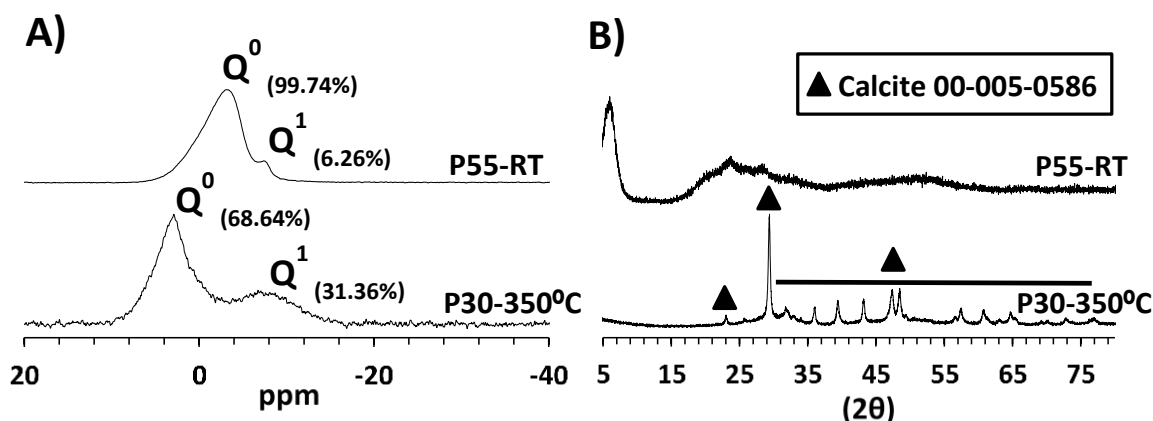 A)
Q⁰ (99.74%)
Q¹ (6.26%)
P55-RT
Q⁰ (68.64%)
Q¹ (31.36%)
P30-350⁰C
20 0 -20 -40
ppm
B)
▲ Calcite 00-005-0586
P55-RT
P30-350⁰C
5 15 25 35 45 55 65 75
(2θ)